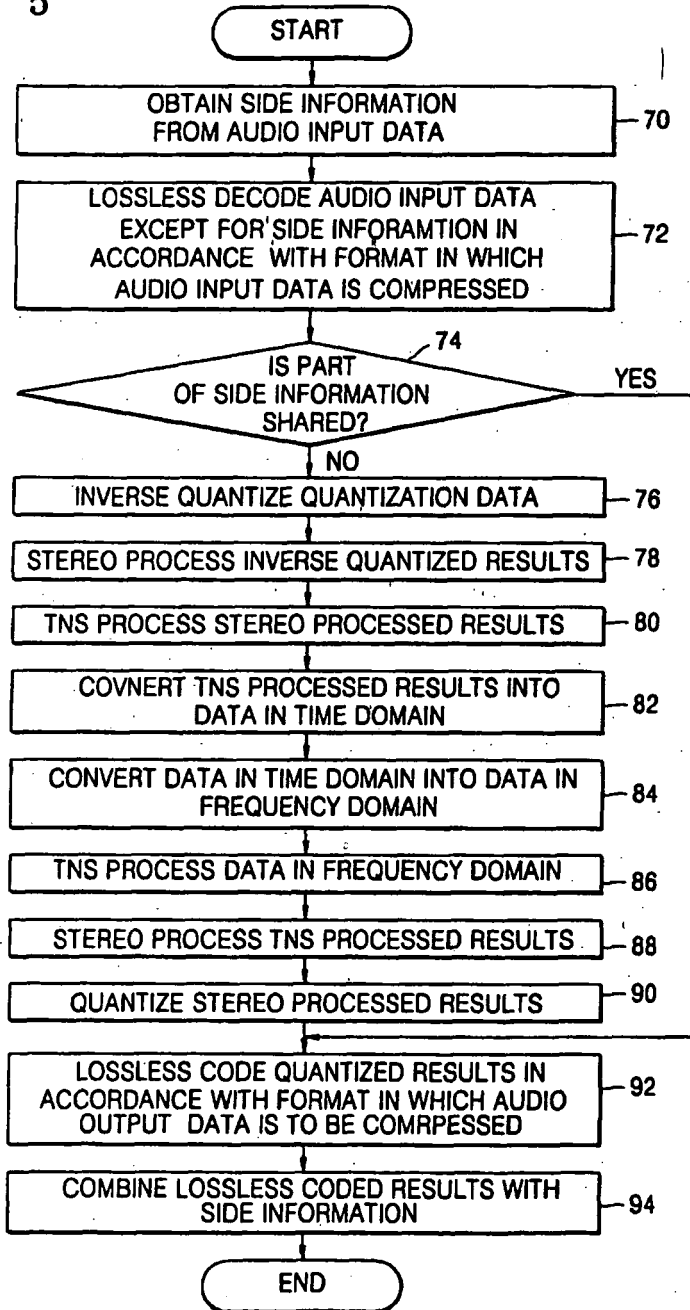 5
START
OBTAIN SIDE INFORMATION
FROM AUDIO INPUT DATA
70
LOSSLESS DECODE AUDIO INPUT DATA
EXCEPT FOR SIDE INFORAMTION IN
ACCORDANCE WITH FORMAT IN WHICH
AUDIO INPUT DATA IS COMPRESSED
72
74
IS PART
OF SIDE INFORMATION
SHARED?
YES
NO
INVERSE QUANTIZE QUANTIZATION DATA
76
STEREO PROCESS INVERSE QUANTIZED RESULTS
78
TNS PROCESS STEREO PROCESSED RESULTS
80
COVNERT TNS PROCESSED RESULTS INTO
DATA IN TIME DOMAIN
82
CONVERT DATA IN TIME DOMAIN INTO DATA IN
FREQUENCY DOMAIN
84
TNS PROCESS DATA IN FREQUENCY DOMAIN
86
STEREO PROCESS TNS PROCESSED RESULTS
88
QUANTIZE STEREO PROCESSED RESULTS
90
LOSSLESS CODE QUANTIZED RESULTS IN
ACCORDANCE WITH FORMAT IN WHICH AUDIO
OUTPUT DATA IS TO BE COMRPESSED
92
COMBINE LOSSLESS CODED RESULTS WITH
SIDE INFORMATION
94
END